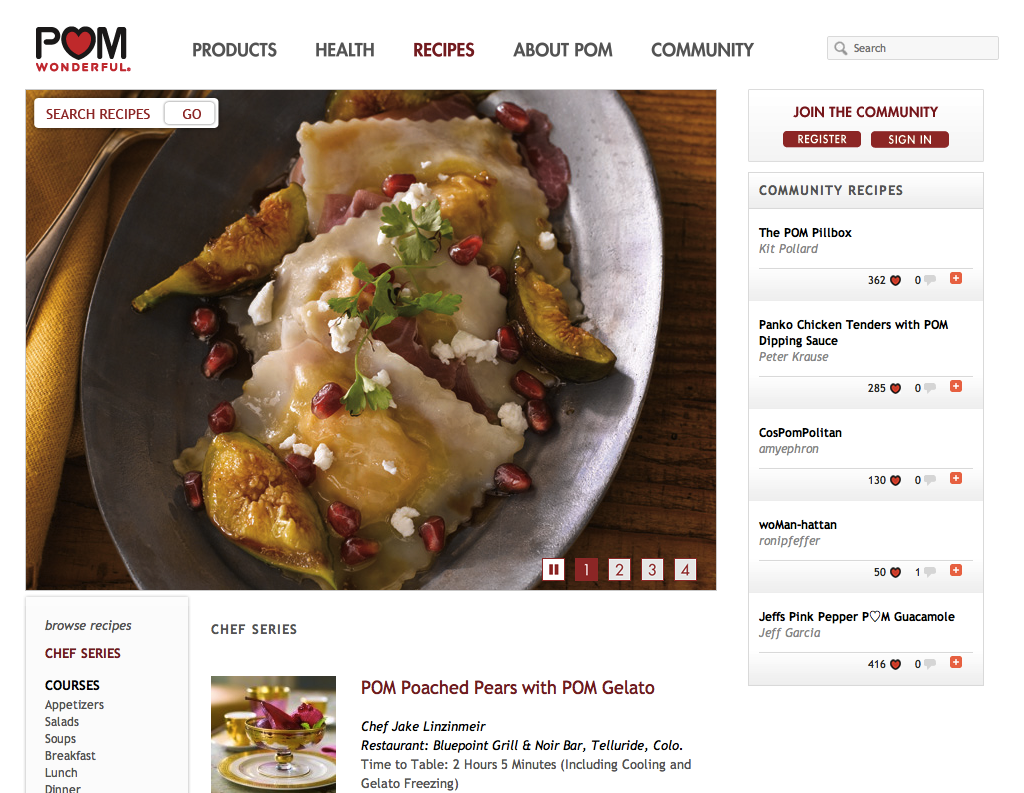 POM
WONDERFUL.
PRODUCTS
HEALTH
RECIPES
ABOUT POM
COMMUNITY
Search
SEARCH RECIPES
GO
JOIN THE COMMUNITY
REGISTER
SIGN IN
COMMUNITY RECIPES
The POM Pillbox
Kit Pollard
362
0
Panko Chicken Tenders with POM
Dipping Sauce
Peter Krause
285
0
CosPomPolitan
amyephron
130
0
woMan-hattan
ronipfeffer
50
1
Jeffs Pink Pepper P♡M Guacamole
Jeff Garcia
416
0
1
2
3
4
browse recipes
CHEF SERIES
COURSES
Appetizers
Salads
Soups
Breakfast
Lunch
Dinner
CHEF SERIES
POM Poached Pears with POM Gelato
Chef Jake Linzinmeir
Restaurant: Bluepoint Grill & Noir Bar, Telluride, Colo.
Time to Table: 2 Hours 5 Minutes (Including Cooling and
Gelato Freezing)